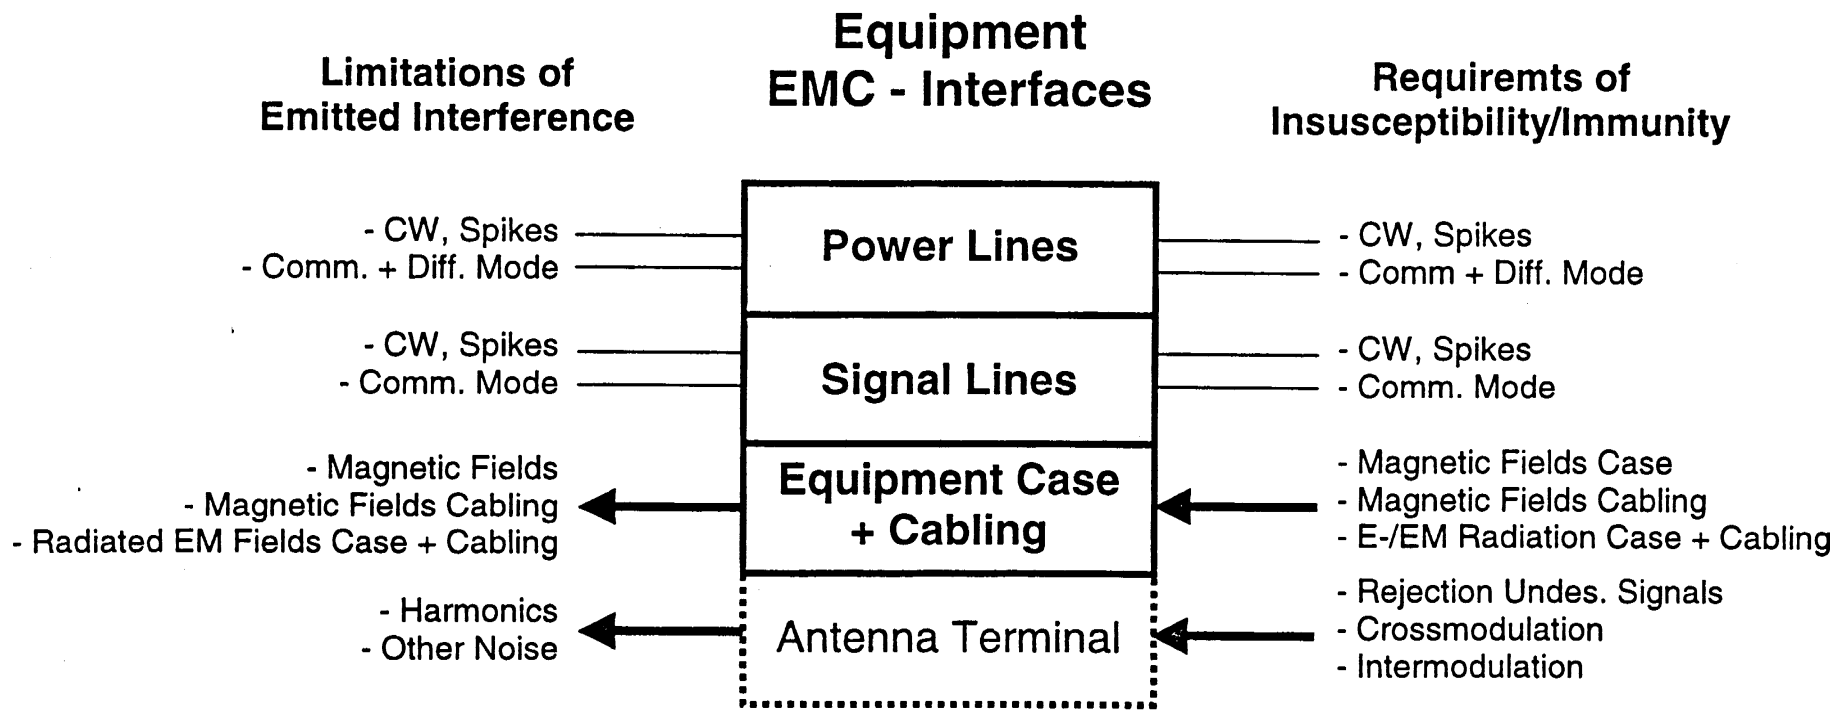 Equipment
EMC - Interfaces
Limitations of
Emitted Interference
Requiremts of
Insusceptibility/Immunity
- CW, Spikes
- Comm. + Diff. Mode
Power Lines
- CW, Spikes
- Comm + Diff. Mode
- CW, Spikes
- Comm. Mode
Signal Lines
- CW, Spikes
- Comm. Mode
- Magnetic Fields
- Magnetic Fields Cabling
- Radiated EM Fields Case + Cabling
Equipment Case
+ Cabling
- Magnetic Fields Case
- Magnetic Fields Cabling
- E-/EM Radiation Case + Cabling
- Harmonics
- Other Noise
Antenna Terminal
- Rejection Undes. Signals
- Crossmodulation
- Intermodulation